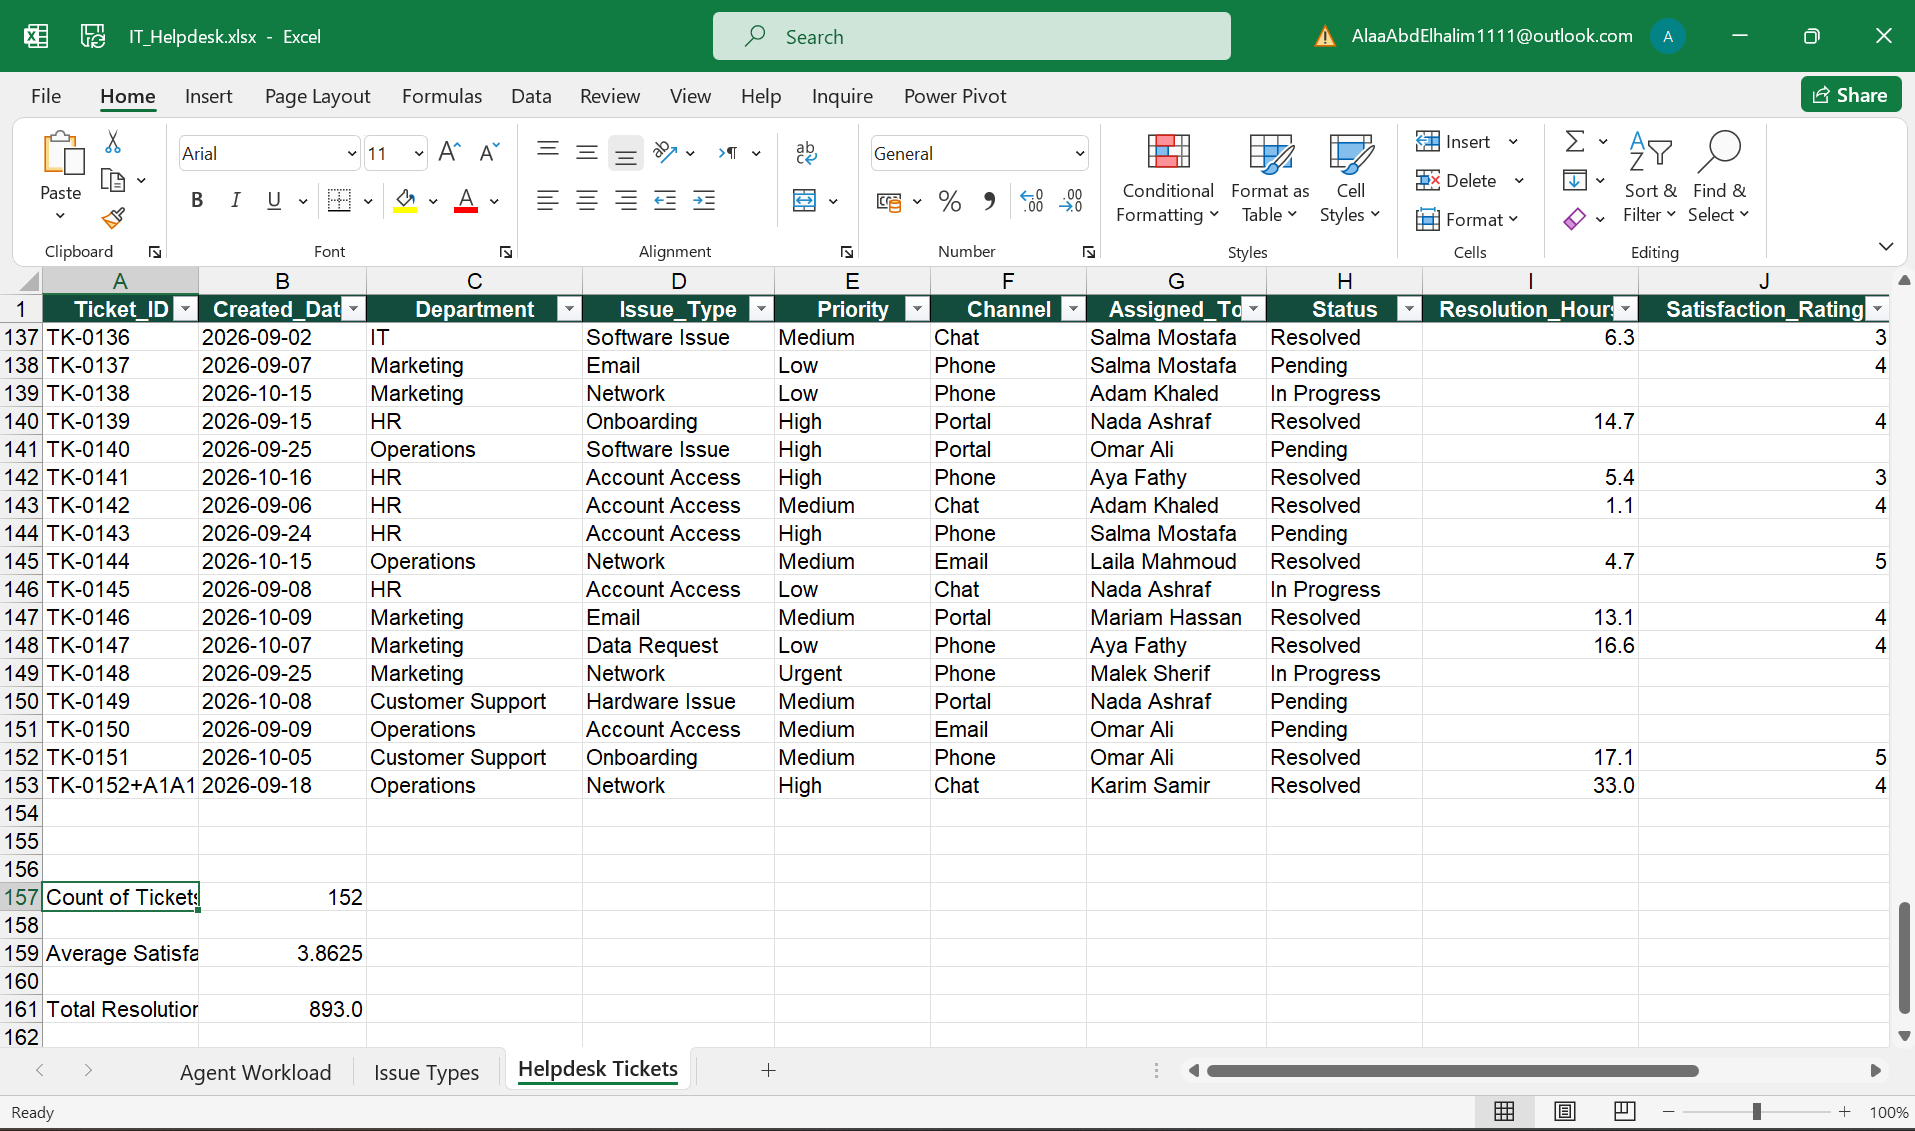 IT_Helpdesk.xlsx - Excel
Search
AlaaAbdElhalim1111@outlook.com
A
File Home Insert Page Layout Formulas Data Review View Help Inquire Power Pivot
Share
Paste
Clipboard
Arial 11
B I U
Font
Alignment
General
Number
Conditional Formatting
Format as Table
Cell Styles
Styles
Insert
Delete
Format
Cells
Sort & Filter
Find & Select
Editing
A B C D E F G H I J
1 Ticket_ID Created_Dat Department Issue_Type Priority Channel Assigned_To Status Resolution_Hours Satisfaction_Rating
137 TK-0136 2026-09-02 IT Software Issue Medium Chat Salma Mostafa Resolved 6.3 3
138 TK-0137 2026-09-07 Marketing Email Low Phone Salma Mostafa Pending 4
139 TK-0138 2026-10-15 Marketing Network Low Phone Adam Khaled In Progress
140 TK-0139 2026-09-15 HR Onboarding High Portal Nada Ashraf Resolved 14.7 4
141 TK-0140 2026-09-25 Operations Software Issue High Portal Omar Ali Pending
142 TK-0141 2026-10-16 HR Account Access High Phone Aya Fathy Resolved 5.4 3
143 TK-0142 2026-09-06 HR Account Access Medium Chat Adam Khaled Resolved 1.1 4
144 TK-0143 2026-09-24 HR Account Access High Phone Salma Mostafa Pending
145 TK-0144 2026-10-15 Operations Network Medium Email Laila Mahmoud Resolved 4.7 5
146 TK-0145 2026-09-08 HR Account Access Low Chat Nada Ashraf In Progress
147 TK-0146 2026-10-09 Marketing Email Medium Portal Mariam Hassan Resolved 13.1 4
148 TK-0147 2026-10-07 Marketing Data Request Low Phone Aya Fathy Resolved 16.6 4
149 TK-0148 2026-09-25 Marketing Network Urgent Phone Malek Sherif In Progress
150 TK-0149 2026-10-08 Customer Support Hardware Issue Medium Portal Nada Ashraf Pending
151 TK-0150 2026-09-09 Operations Account Access Medium Email Omar Ali Pending
152 TK-0151 2026-10-05 Customer Support Onboarding Medium Phone Omar Ali Resolved 17.1 5
153 TK-0152+A1A1 2026-09-18 Operations Network High Chat Karim Samir Resolved 33.0 4
154
155
156
157 Count of Tickets 152
158
159 Average Satisfa 3.8625
160
161 Total Resolution 893.0
162
Agent Workload Issue Types Helpdesk Tickets
Ready
100%